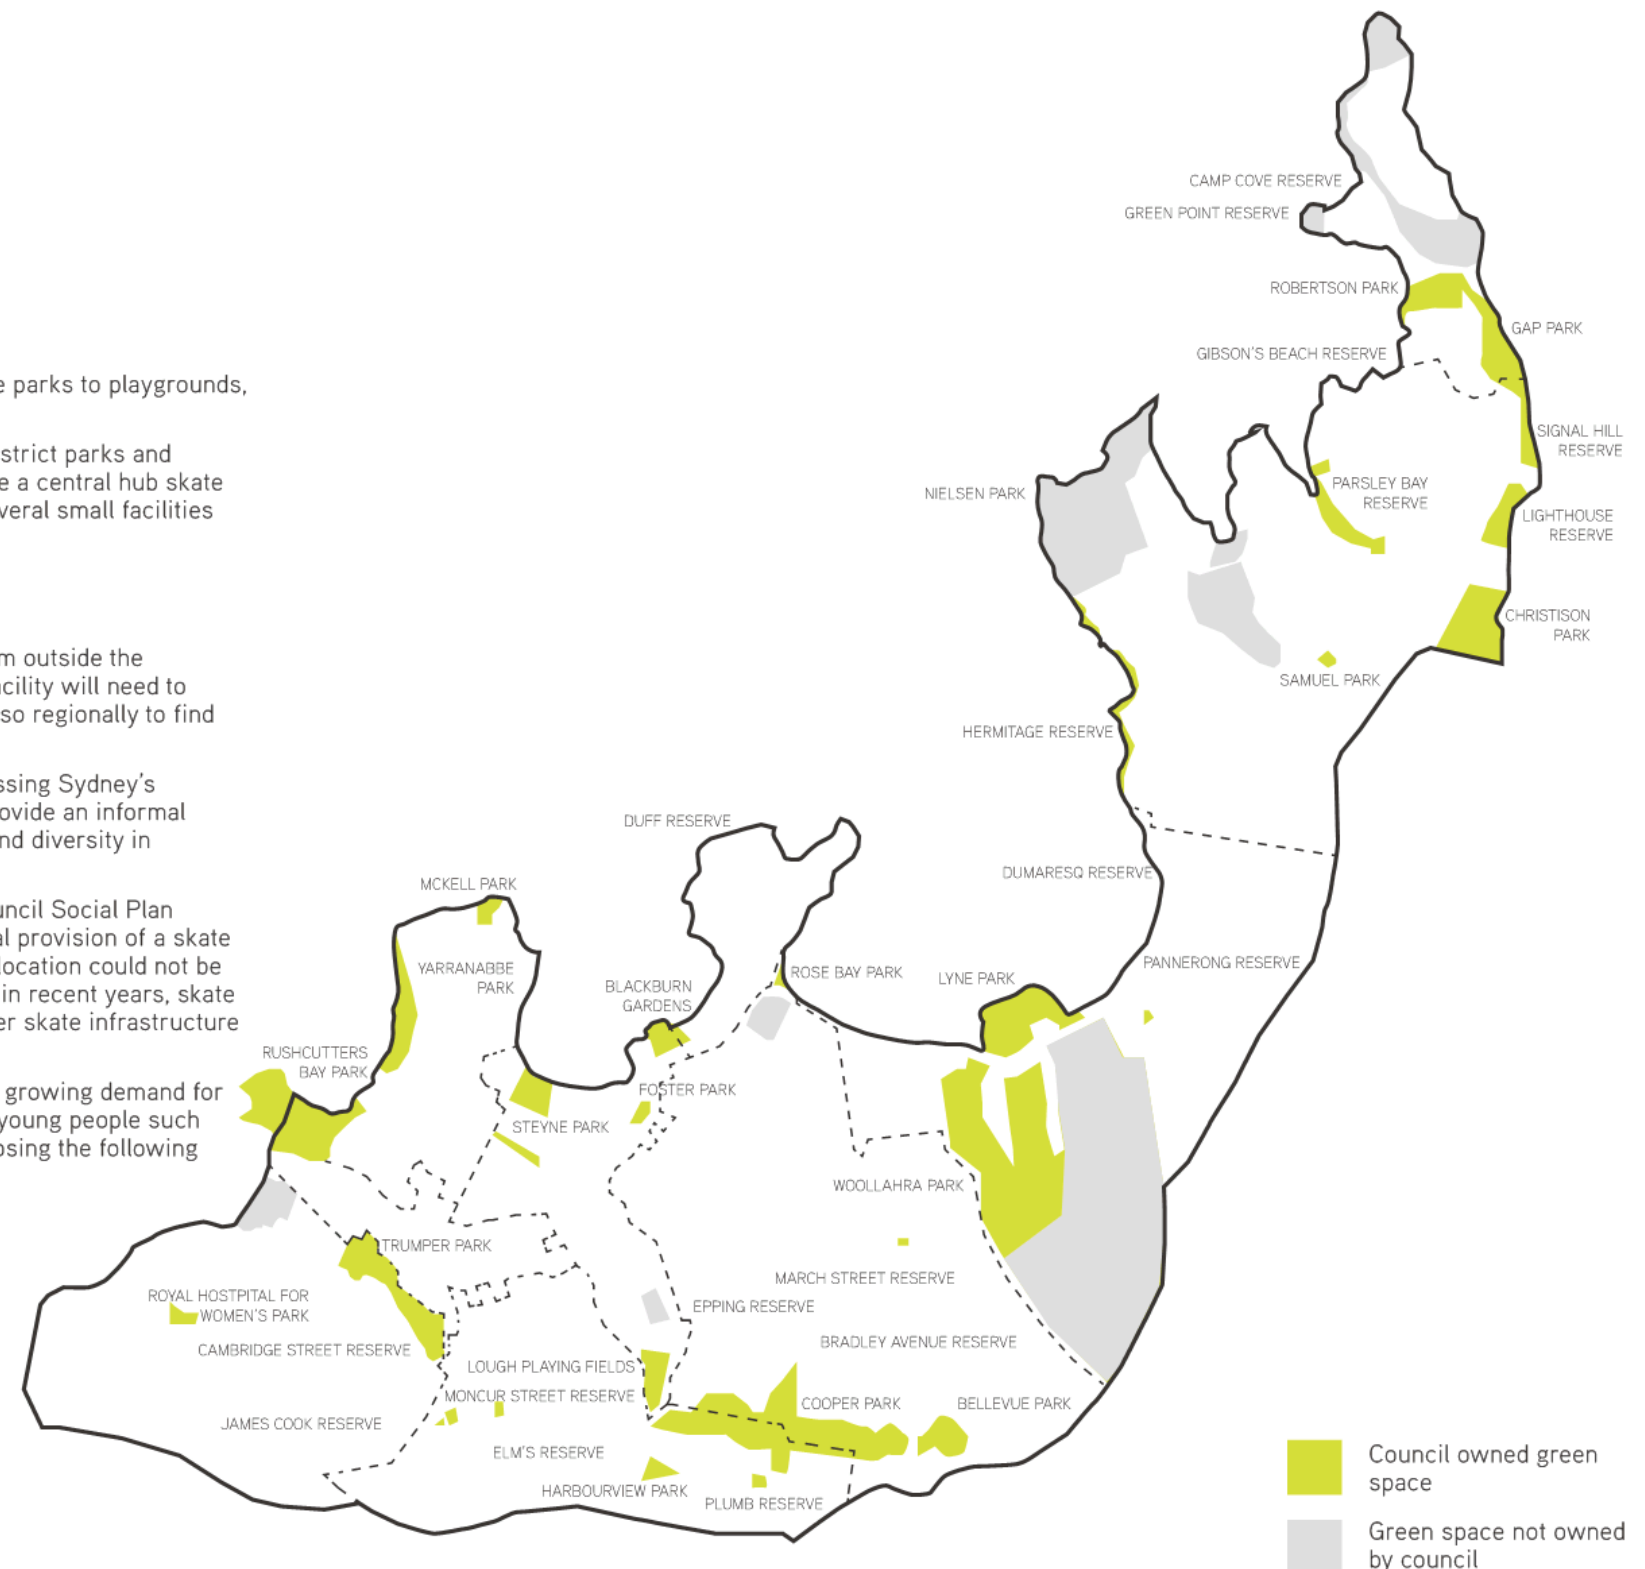 e parks to playgrounds,
strict parks and
e a central hub skate
veral small facilities
m outside the
acility will need to
so regionally to find
ssing Sydney's
ovide an informal
nd diversity in
uncil Social Plan
al provision of a skate
location could not be
in recent years, skate
er skate infrastructure
growing demand for
young people such
osing the following
CAMP COVE RESERVE
GREEN POINT RESERVE
ROBERTSON PARK
GAP PARK
GIBSON'S BEACH RESERVE
SIGNAL HILL
RESERVE
NIELSEN PARK
PARSLEY BAY
RESERVE
LIGHTHOUSE
RESERVE
CHRISTISON
PARK
SAMUEL PARK
HERMITAGE RESERVE
DUFF RESERVE
DUMARESQ RESERVE
MCKELL PARK
YARRANABBE
PARK
BLACKBURN
GARDENS
ROSE BAY PARK
LYNE PARK
PANNERONG RESERVE
RUSHCUTTERS
BAY PARK
FOSTER PARK
STEYNE PARK
WOOLLAHRA PARK
TRUMPER PARK
MARCH STREET RESERVE
ROYAL HOSTPITAL FOR
WOMEN'S PARK
EPPING RESERVE
CAMBRIDGE STREET RESERVE
BRADLEY AVENUE RESERVE
LOUGH PLAYING FIELDS
MONCUR STREET RESERVE
COOPER PARK
BELLEVUE PARK
JAMES COOK RESERVE
ELM'S RESERVE
HARBOURVIEW PARK
PLUMB RESERVE
Council owned green
space
Green space not owned
by council